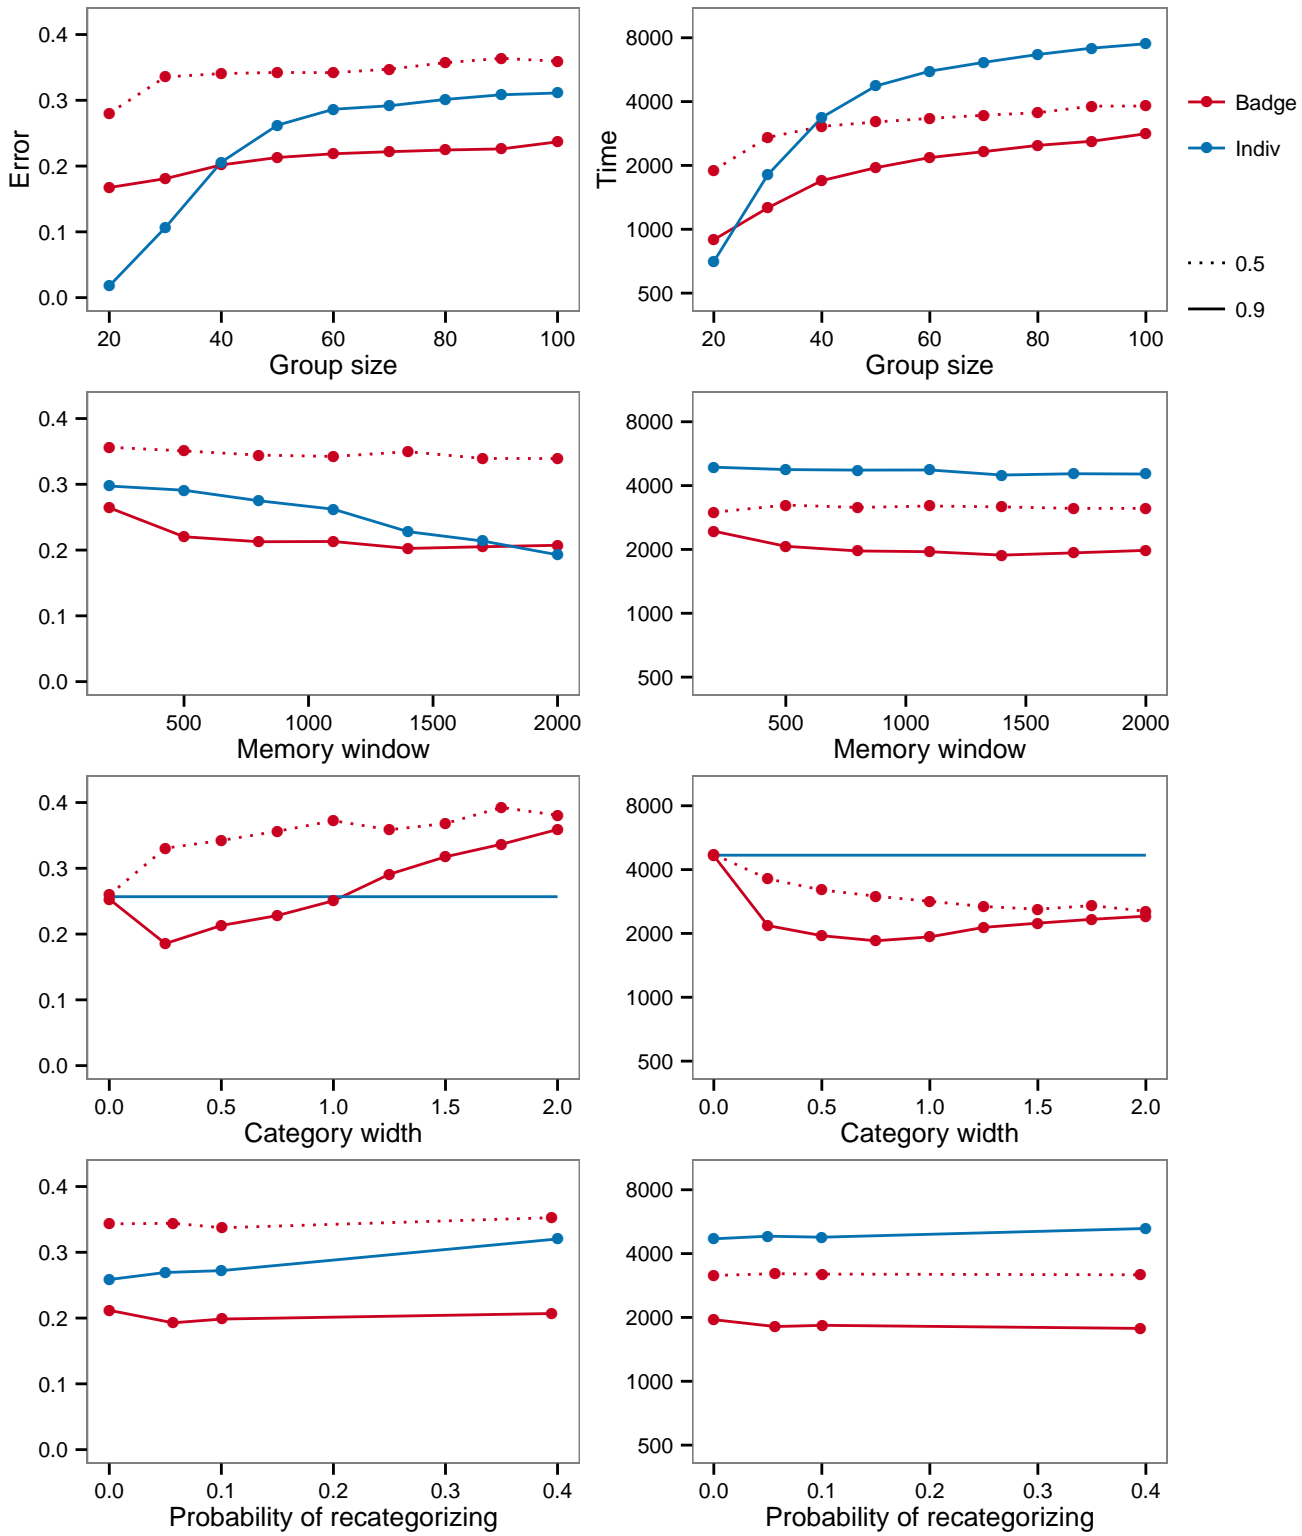 Error
0.4
0.3
0.2
0.1
0.0
20 40 60 80 100
Group size
Time
8000
4000
2000
1000
500
20 40 60 80 100
Group size
Badge
Indiv
0.5
0.9
0.4
0.3
0.2
0.1
0.0
500 1000 1500 2000
Memory window
8000
4000
2000
1000
500
500 1000 1500 2000
Memory window
0.4
0.3
0.2
0.1
0.0
0.0 0.5 1.0 1.5 2.0
Category width
8000
4000
2000
1000
500
0.0 0.5 1.0 1.5 2.0
Category width
0.4
0.3
0.2
0.1
0.0
0.0 0.1 0.2 0.3 0.4
Probability of recategorizing
8000
4000
2000
1000
500
0.0 0.1 0.2 0.3 0.4
Probability of recategorizing